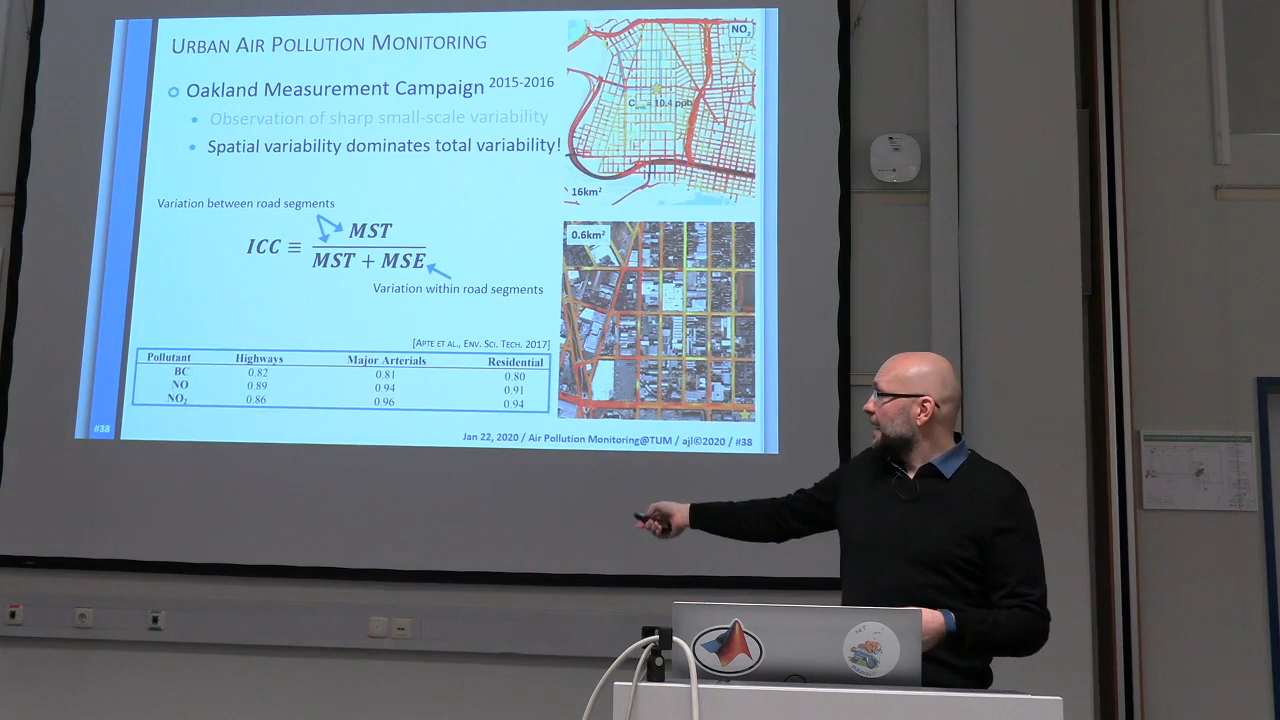 URBAN AIR POLLUTION MONITORING
Oakland Measurement Campaign 2015-2016
Observation of sharp small-scale variability
Spatial variability dominates total variability!
Variation between road segments
ICC ≡ MST
MST + MSE
Variation within road segments
[APTE ET AL., ENV. SCI. TECH. 2017]
Pollutant Highways Major Arterials Residential
BC 0.82 0.81 0.80
NO 0.89 0.94 0.91
NO₂ 0.86 0.96 0.94
#38
Jan 22, 2020 / Air Pollution Monitoring@TUM / ajl©2020 / #38
NO₂
= 10.4 ppb
16km²
0.6km²